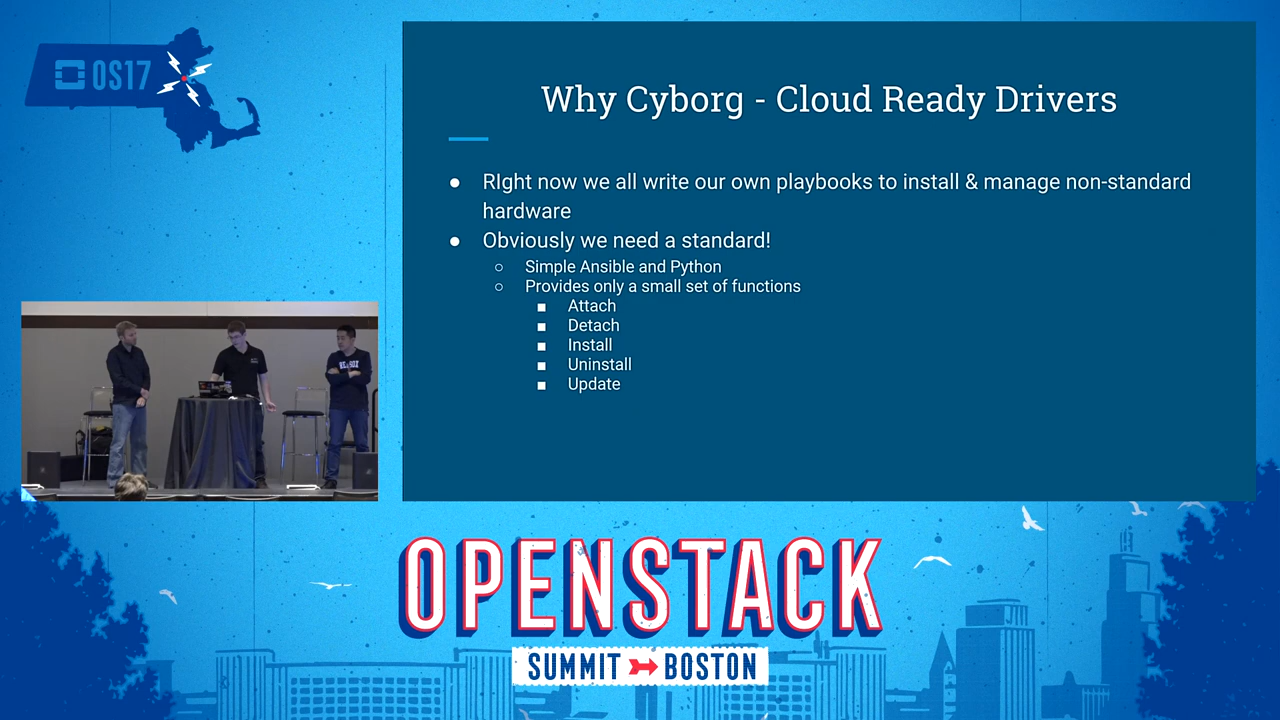 OS17
Why Cyborg - Cloud Ready Drivers
RIght now we all write our own playbooks to install & manage non-standard
hardware
Obviously we need a standard!
Simple Ansible and Python
Provides only a small set of functions
Attach
Detach
Install
Uninstall
Update
OPENSTACK
SUMMIT BOSTON